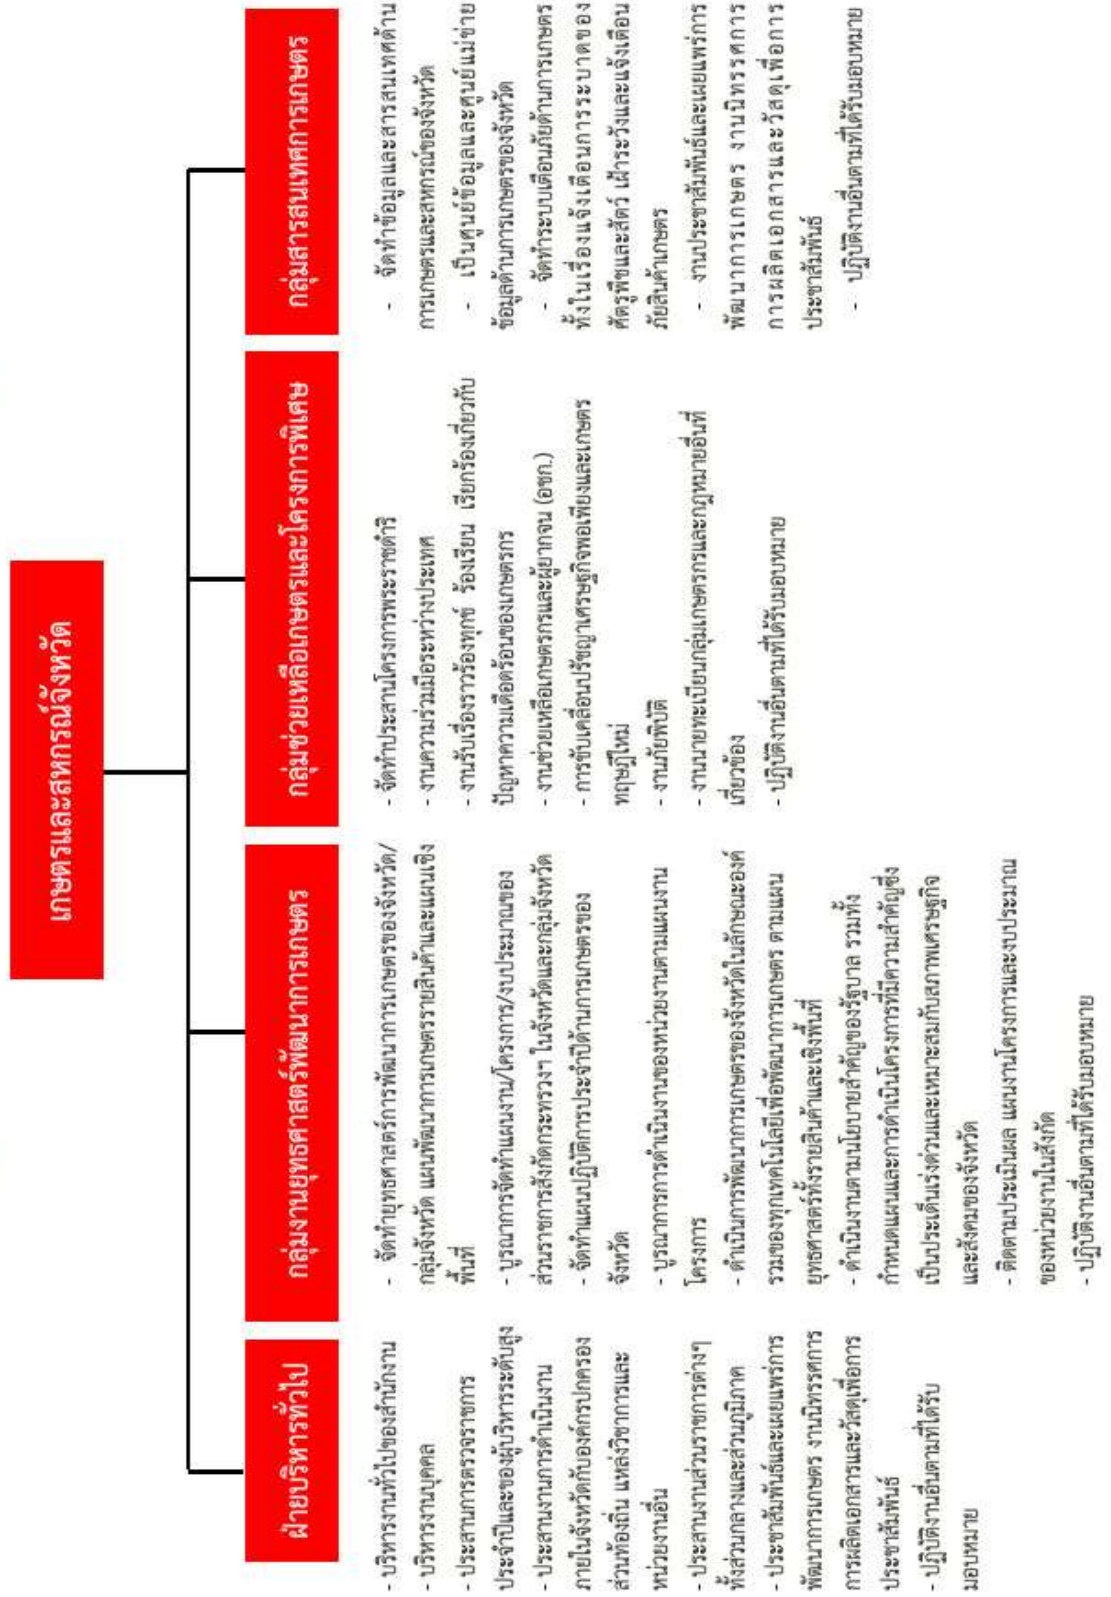 เกษตรและสหกรณ์จังหวัด
ฝ่ายบริหารทั่วไป
- บริหารงานทั่วไปของสำนักงาน
- บริหารงานบุคคล
- ประสานการตรวจราชการ
ประจำปีและของผู้บริหารระดับสูง
- ประสานงานการดำเนินงาน
ภายในจังหวัดกับองค์กรปกครอง
ส่วนท้องถิ่น แหล่งวิชาการและ
หน่วยงานอื่น
- ประสานงานส่วนราชการต่างๆ
ทั้งส่วนกลางและส่วนภูมิภาค
- ประชาสัมพันธ์และเผยแพร่การ
พัฒนาการเกษตร งานนิทรรศการ
การผลิตเอกสารและวัสดุเพื่อการ
ประชาสัมพันธ์
- ปฏิบัติงานอื่นตามที่ได้รับ
มอบหมาย
กลุ่มงานยุทธศาสตร์พัฒนาการเกษตร
- จัดทำยุทธศาสตร์การพัฒนาการเกษตรของจังหวัด/
กลุ่มจังหวัด แผนพัฒนาการเกษตรรายสินค้าและแผนเชิง
พื้นที่
- บูรณาการจัดทำแผนงาน/โครงการ/งบประมาณของ
ส่วนราชการสังกัดกระทรวงฯ ในจังหวัดและกลุ่มจังหวัด
- จัดทำแผนปฏิบัติการประจำปีด้านการเกษตรของ
จังหวัด
- บูรณาการการดำเนินงานของหน่วยงานตามแผนงาน
โครงการ
- ดำเนินการพัฒนาการเกษตรของจังหวัดในลักษณะองค์
รวมของทุกเทคโนโลยีเพื่อพัฒนาการเกษตร ตามแผน
ยุทธศาสตร์ทั้งรายสินค้าและเชิงพื้นที่
- ดำเนินงานตามนโยบายสำคัญของรัฐบาล รวมทั้ง
กำหนดแผนและการดำเนินโครงการที่มีความสำคัญซึ่ง
เป็นประเด็นเร่งด่วนและเหมาะสมกับสภาพเศรษฐกิจ
และสังคมของจังหวัด
- ติดตามประเมินผล แผนงานโครงการและงบประมาณ
ของหน่วยงานในสังกัด
- ปฏิบัติงานอื่นตามที่ได้รับมอบหมาย
กลุ่มช่วยเหลือเกษตรและโครงการพิเศษ
- จัดทำประสานโครงการพระราชดำริ
- งานความร่วมมือระหว่างประเทศ
- งานรับเรื่องราวร้องทุกข์ ร้องเรียน เรียกร้องเกี่ยวกับ
ปัญหาความเดือดร้อนของเกษตรกร
- งานช่วยเหลือเกษตรกรและผู้ยากจน (อชก.)
- การขับเคลื่อนปรัชญาเศรษฐกิจพอเพียงและเกษตร
ทฤษฎีใหม่
- งานภัยพิบัติ
- งานนายทะเบียนกลุ่มเกษตรกรและกฎหมายอื่นที่
เกี่ยวข้อง
- ปฏิบัติงานอื่นตามที่ได้รับมอบหมาย
กลุ่มสารสนเทศการเกษตร
- จัดทำข้อมูลและสารสนเทศด้าน
การเกษตรและสหกรณ์ของจังหวัด
- เป็นศูนย์ข้อมูลและศูนย์แม่ข่าย
ข้อมูลด้านการเกษตรของจังหวัด
- จัดทำระบบเตือนภัยด้านการเกษตร
ทั้งในเรื่องแจ้งเตือนการระบาดของ
ศัตรูพืชและสัตว์ เฝ้าระวังและแจ้งเตือน
ภัยสินค้าเกษตร
- งานประชาสัมพันธ์และเผยแพร่การ
พัฒนาการเกษตร งานนิทรรศการ
การผลิตเอกสารและวัสดุเพื่อการ
ประชาสัมพันธ์
- ปฏิบัติงานอื่นตามที่ได้รับมอบหมาย